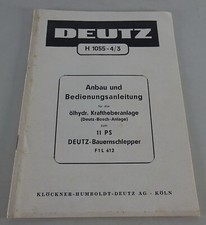 DEUTZ
H 1055-4/3
Anbau und
Bedienungsanleitung
für die
ölhydr. Kraftheberanlage
(Deutz-Bosch-Anlage)
zum
11 PS
DEUTZ-Bauernschlepper
F1L 612
KLÖCKNER-HUMBOLDT-DEUTZ AG · KÖLN